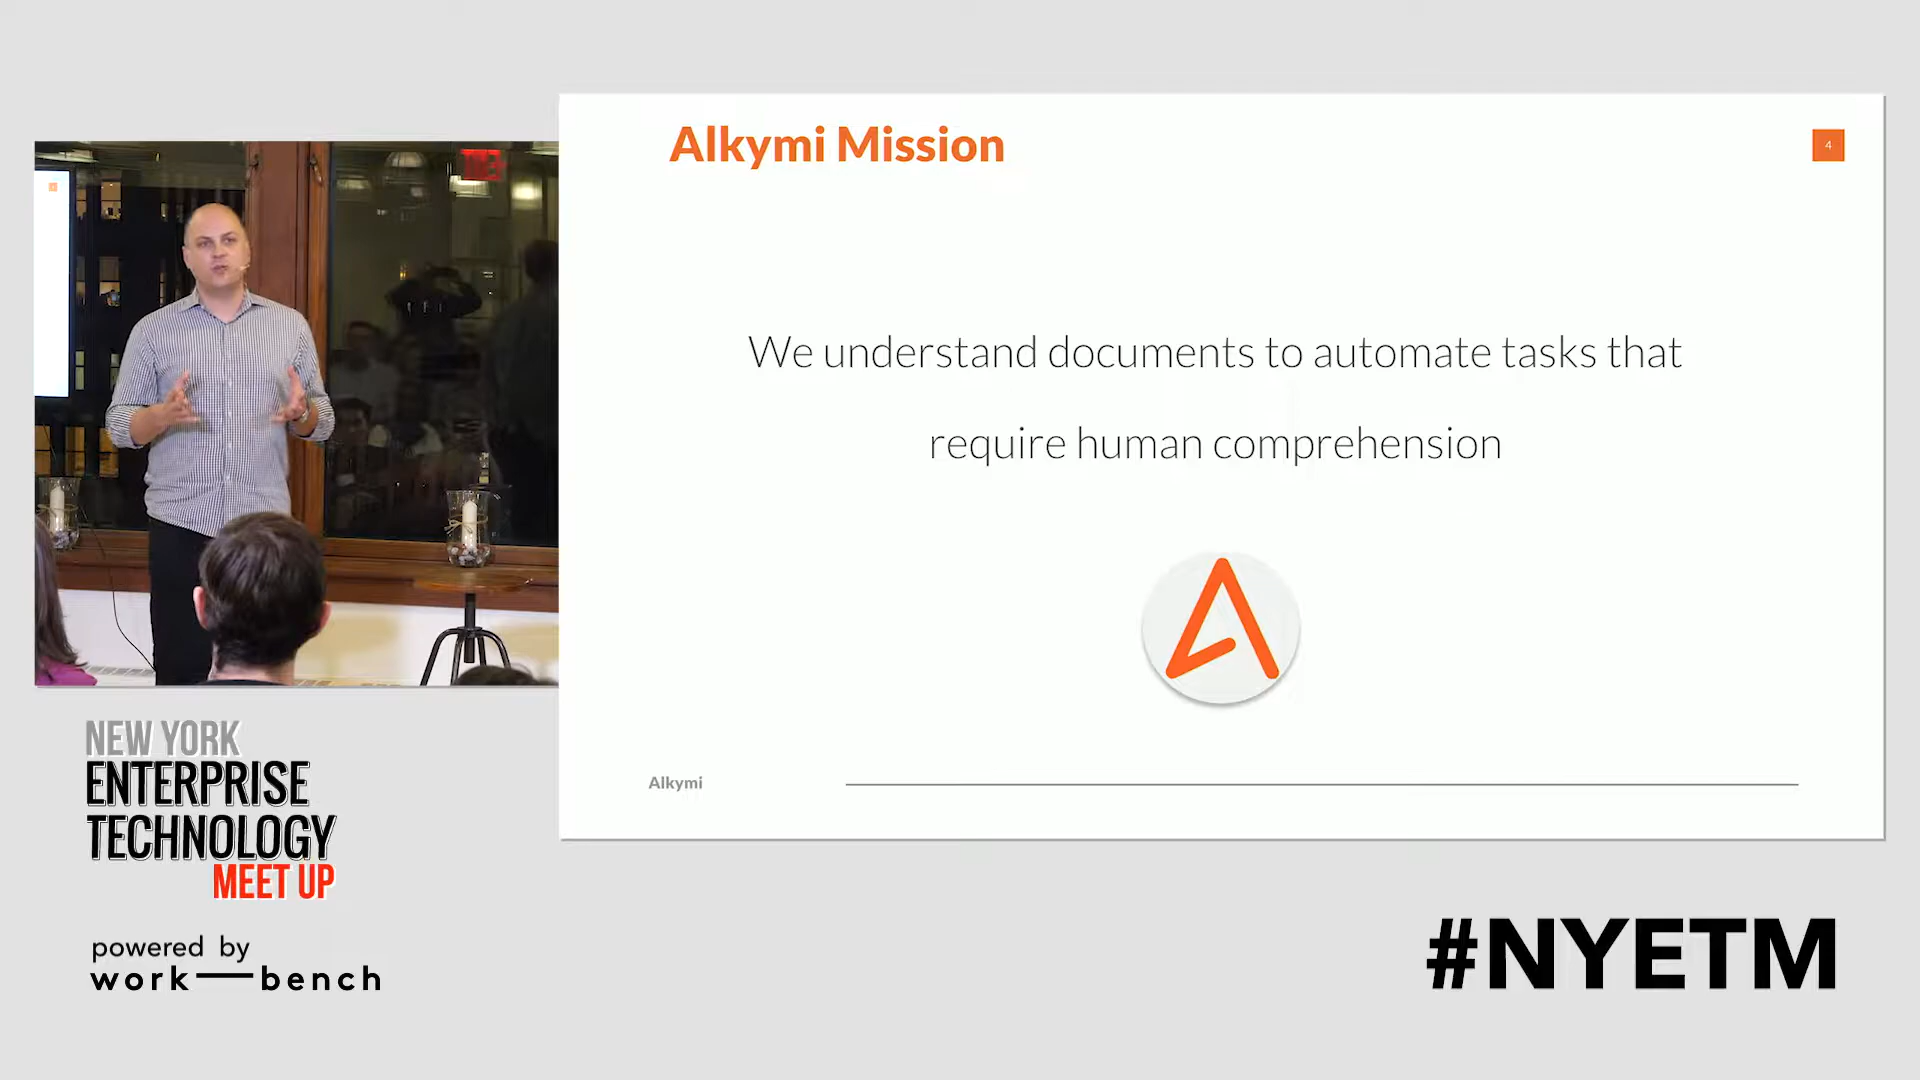 Alkymi Mission
4
We understand documents to automate tasks that
require human comprehension
Alkymi
NEW YORK
ENTERPRISE
TECHNOLOGY
MEET UP
powered by
work—bench
#NYETM